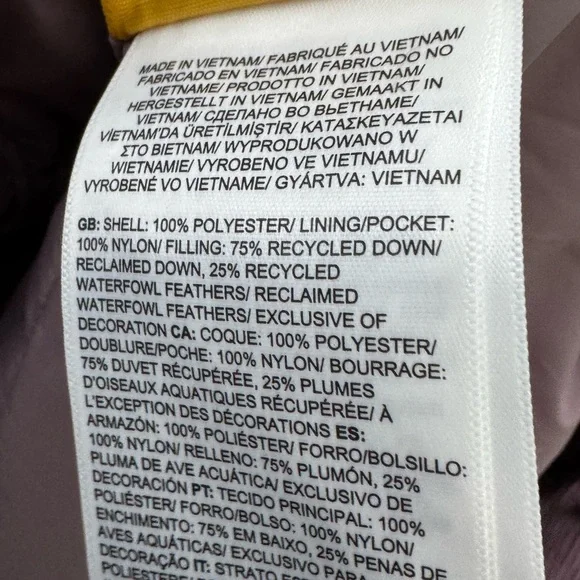 MADE IN VIETNAM/ FABRIQUÉ AU VIETNAM/
FABRICADO EN VIETNAM/ FABRICADO NO
VIETNAME/ PRODOTTO IN VIETNAM/
HERGESTELLT IN VIETNAM/ GEMAAKT IN
VIETNAM/ СДЕЛАНО ВО ВЬЕТНАМЕ/
VİETNAM'DA ÜRETİLMİŞTİR/ ΚΑΤΑΣΚΕΥΑΖΕΤΑΙ
ΣΤΟ ΒΙΕΤΝΑΜ/ WYPRODUKOWANO W
WIETNAMIE/ VYROBENO VE VIETNAMU/
VYROBENÉ VO VIETNAME/ GYÁRTVA: VIETNAM
GB: SHELL: 100% POLYESTER/ LINING/POCKET:
100% NYLON/ FILLING: 75% RECYCLED DOWN/
RECLAIMED DOWN, 25% RECYCLED
WATERFOWL FEATHERS/ RECLAIMED
WATERFOWL FEATHERS/ EXCLUSIVE OF
DECORATION CA: COQUE: 100% POLYESTER/
DOUBLURE/POCHE: 100% NYLON/ BOURRAGE:
75% DUVET RÉCUPÉRÉE, 25% PLUMES
D'OISEAUX AQUATIQUES RÉCUPÉRÉE/ À
L'EXCEPTION DES DÉCORATIONS ES:
ARMAZÓN: 100% POLIÉSTER/ FORRO/BOLSILLO:
100% NYLON/ RELLENO: 75% PLUMÓN, 25%
PLUMA DE AVE ACUÁTICA/ EXCLUSIVO DE
DECORACIÓN PT: TECIDO PRINCIPAL: 100%
POLIÉSTER/ FORRO/BOLSO: 100% NYLON/
ENCHIMENTO: 75% EM BAIXO, 25% PENAS DE
AVES AQUÁTICAS/ EXCLUSIVO PARA
DECORAÇÃO IT: STRATO